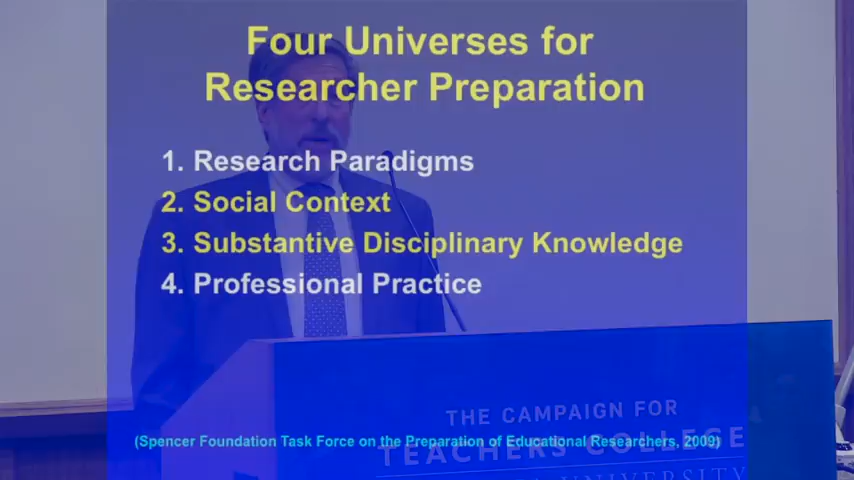 Four Universes for
Researcher Preparation
1. Research Paradigms
2. Social Context
3. Substantive Disciplinary Knowledge
4. Professional Practice
THE CAMPAIGN FOR
(Spencer Foundation Task Force on the Preparation of Educational Researchers, 2009)
TEACHERS COLLEGE
UNIVERSITY